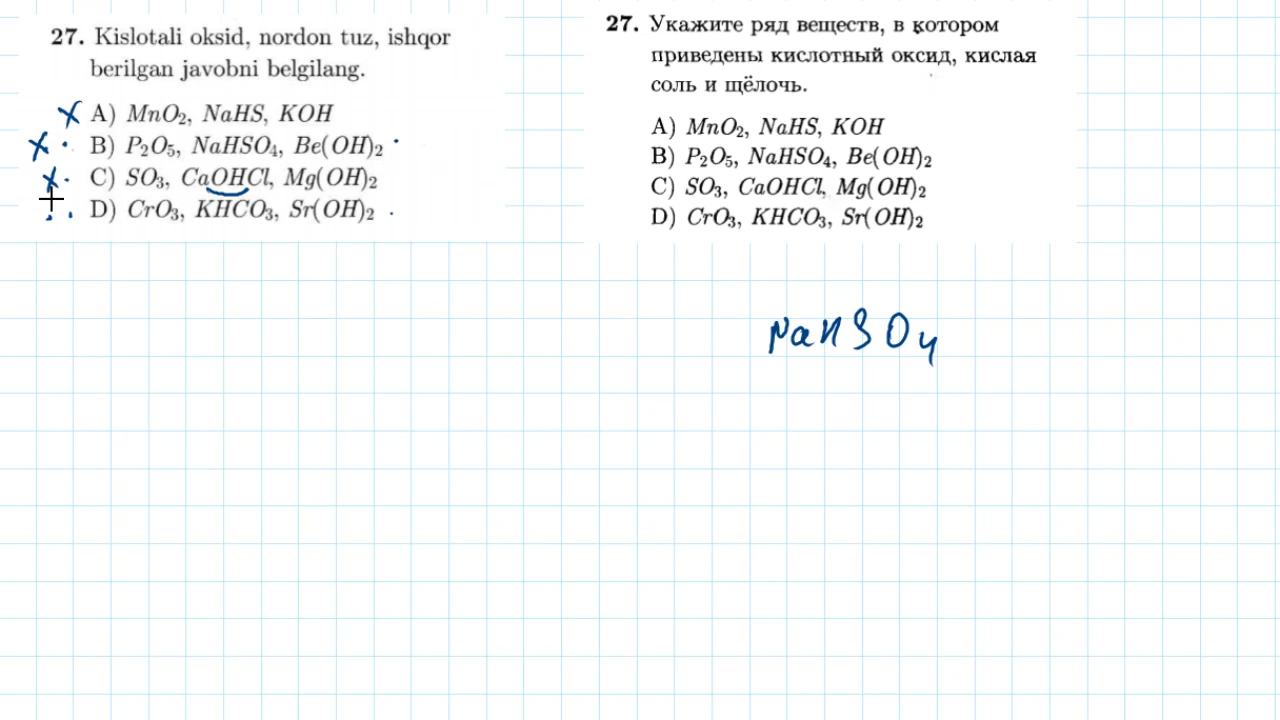 27. Kislotali oksid, nordon tuz, ishqor
berilgan javobni belgilang.
A) MnO₂, NaHS, KOH
B) P₂O₅, NaHSO₄, Be(OH)₂
C) SO₃, CaOHCl, Mg(OH)₂
D) CrO₃, KHCO₃, Sr(OH)₂
27. Укажите ряд веществ, в котором
приведены кислотный оксид, кислая
соль и щёлочь.
A) MnO₂, NaHS, KOH
B) P₂O₅, NaHSO₄, Be(OH)₂
C) SO₃, CaOHCl, Mg(OH)₂
D) CrO₃, KHCO₃, Sr(OH)₂
NaHSO₄